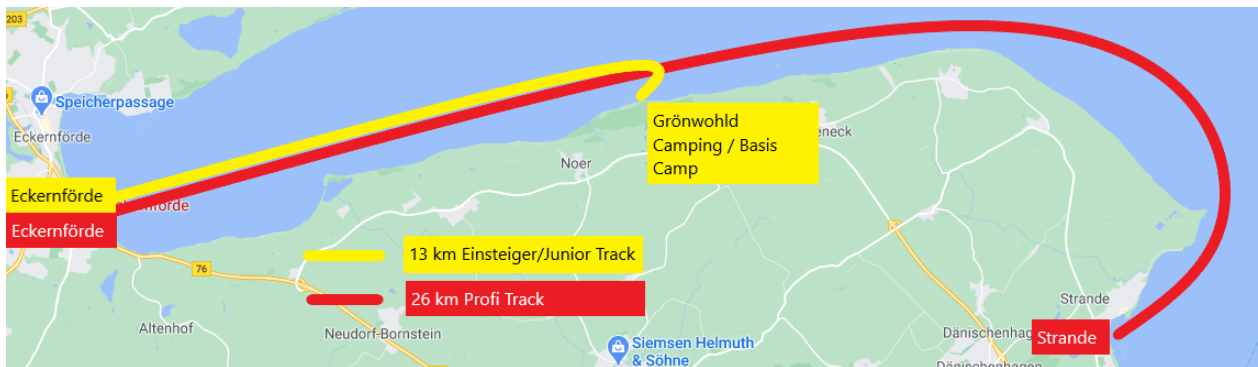 203
Speicherpassage
Eckernförde
Eckernförde
Eckernförde
Grönwohld
Camping / Basis
Camp
eneck
Noer
13 km Einsteiger/Junior Track
76
26 km Profi Track
Altenhof
Neudorf-Bornstein
Siemsen Helmuth
& Söhne
Strande
Dänischenhagen
Strande